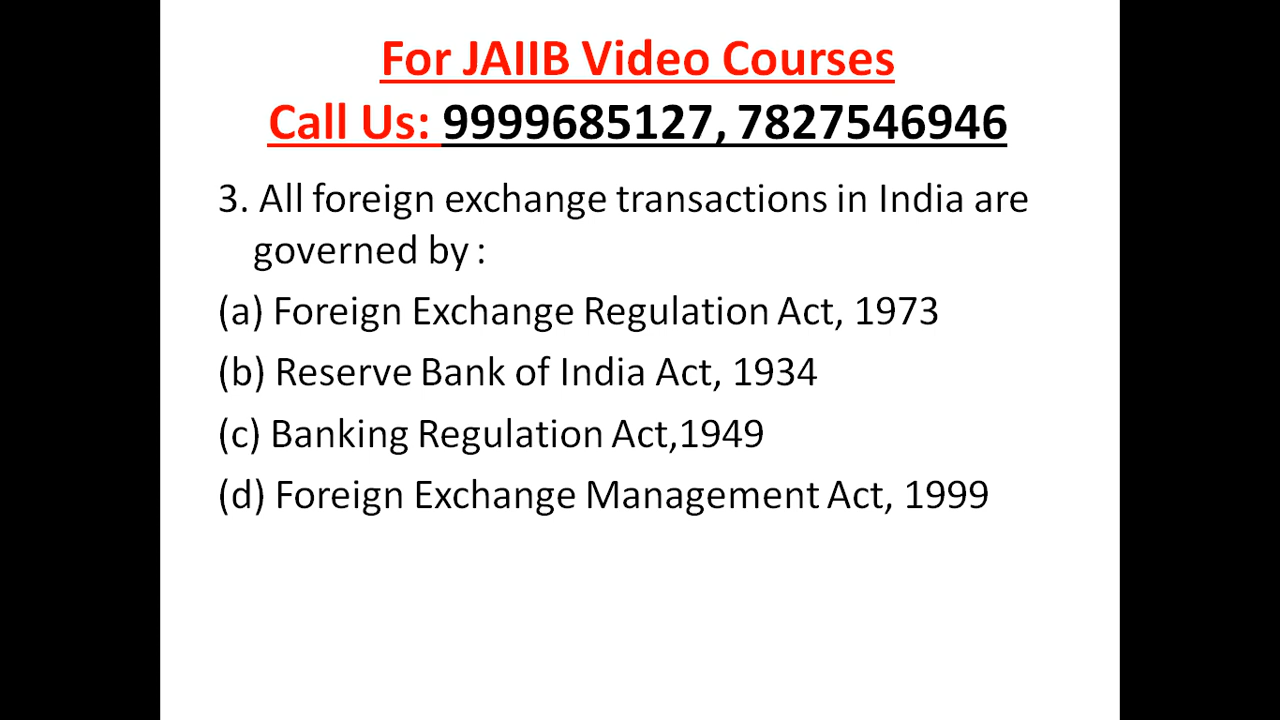 For JAIIB Video Courses
Call Us: 9999685127, 7827546946
3. All foreign exchange transactions in India are
governed by :
(a) Foreign Exchange Regulation Act, 1973
(b) Reserve Bank of India Act, 1934
(c) Banking Regulation Act,1949
(d) Foreign Exchange Management Act, 1999